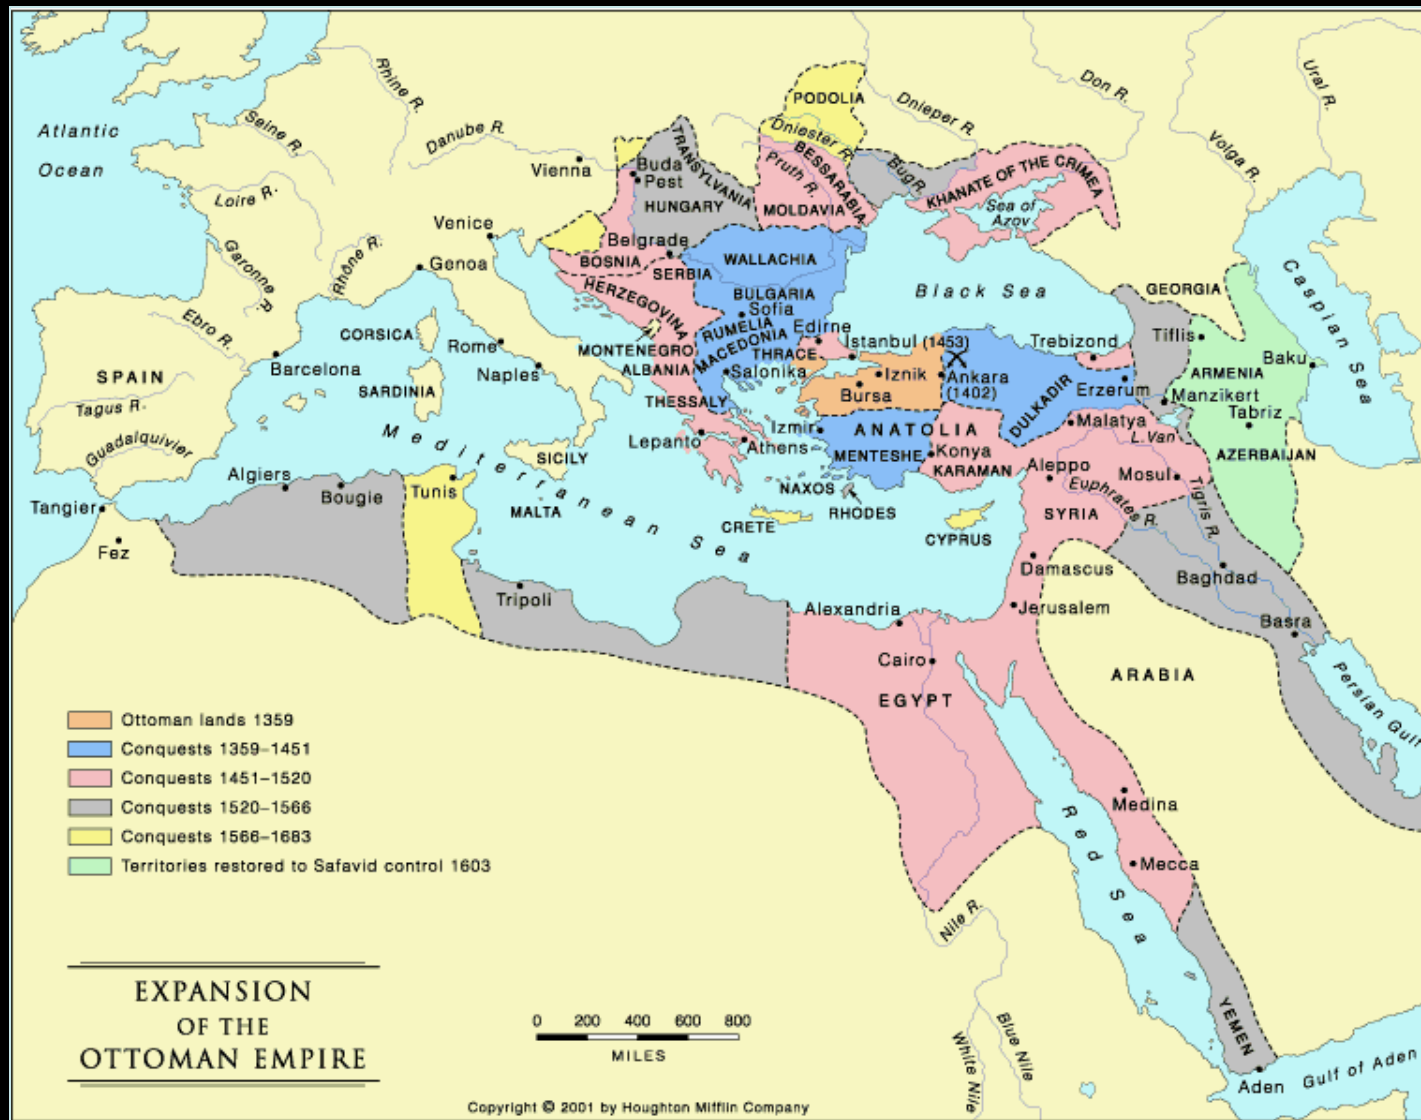 Atlantic
Ocean
Seine R.
Loire R.
Garonne R.
Rhône R.
Rhine R.
Danube R.
Vienna
Venice
Genoa
Ebro R.
CORSICA
Rome
Naples
Barcelona
SARDINIA
SPAIN
Tagus R.
Guadalquivier
SICILY
MALTA
Mediterranean Sea
Tangier
Fez
Algiers
Bougie
Tunis
Tripoli
PODOLIA
Dniester R.
Dnieper R.
Don R.
Volga R.
Ural R.
Bug R.
Pruth R.
BESSARABIA
MOLDAVIA
TRANSYLVANIA
Buda
Pest
HUNGARY
KHANATE OF THE CRIMEA
Sea of
Azov
Belgrade
BOSNIA
SERBIA
HERZEGOVINA
WALLACHIA
BULGARIA
Sofia
RUMELIA
MACEDONIA
Edirne
THRACE
MONTENEGRO
ALBANIA
Salonika
THESSALY
Lepanto
Athens
Black Sea
Istanbul (1453)
Iznik
Bursa
Ankara
(1402)
Trebizond
Erzerum
DULKADIR
Izmir
ANATOLIA
MENTESHE
Konya
KARAMAN
NAXOS
RHODES
CRETE
CYPRUS
GEORGIA
Tiflis
Caspian Sea
Baku
ARMENIA
Manzikert
Tabriz
L. Van
AZERBAIJAN
Malatya
Aleppo
Mosul
Euphrates R.
Tigris R.
SYRIA
Damascus
Baghdad
Jerusalem
Basra
Alexandria
Cairo
EGYPT
ARABIA
Persian Gulf
Medina
Mecca
Red Sea
Nile R.
White Nile
Blue Nile
YEMEN
Aden
Gulf of Aden
Ottoman lands 1359
Conquests 1359–1451
Conquests 1451–1520
Conquests 1520–1566
Conquests 1566–1683
Territories restored to Safavid control 1603
EXPANSION
OF THE
OTTOMAN EMPIRE
0 200 400 600 800
MILES
Copyright © 2001 by Houghton Mifflin Company